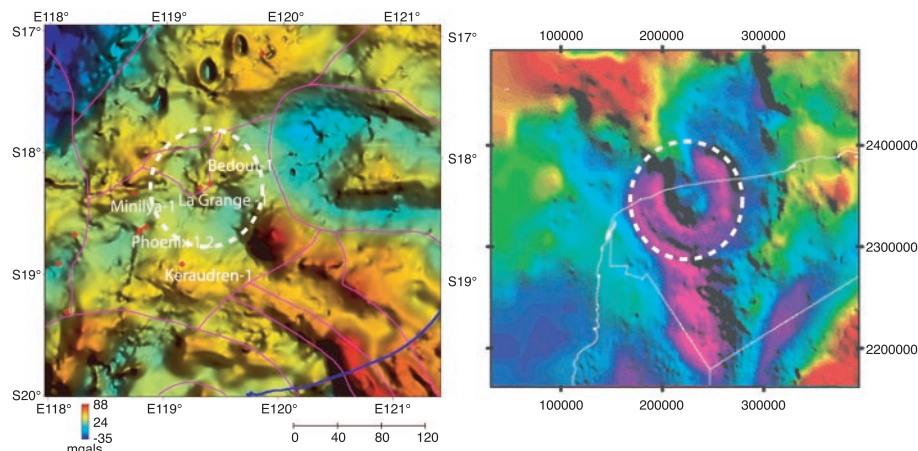 E118° E119° E120° E121°
S17°
S18°
S19°
S20°
Bedout-1
La Grange -1
Minilya-1
Phoenix-1,2
Keraudren-1
E118° E119° E120° E121°
88
24
-35
mgals
0 40 80 120
S17°
S18°
S19°
100000 200000 300000
2400000
2300000
2200000
100000 200000 300000